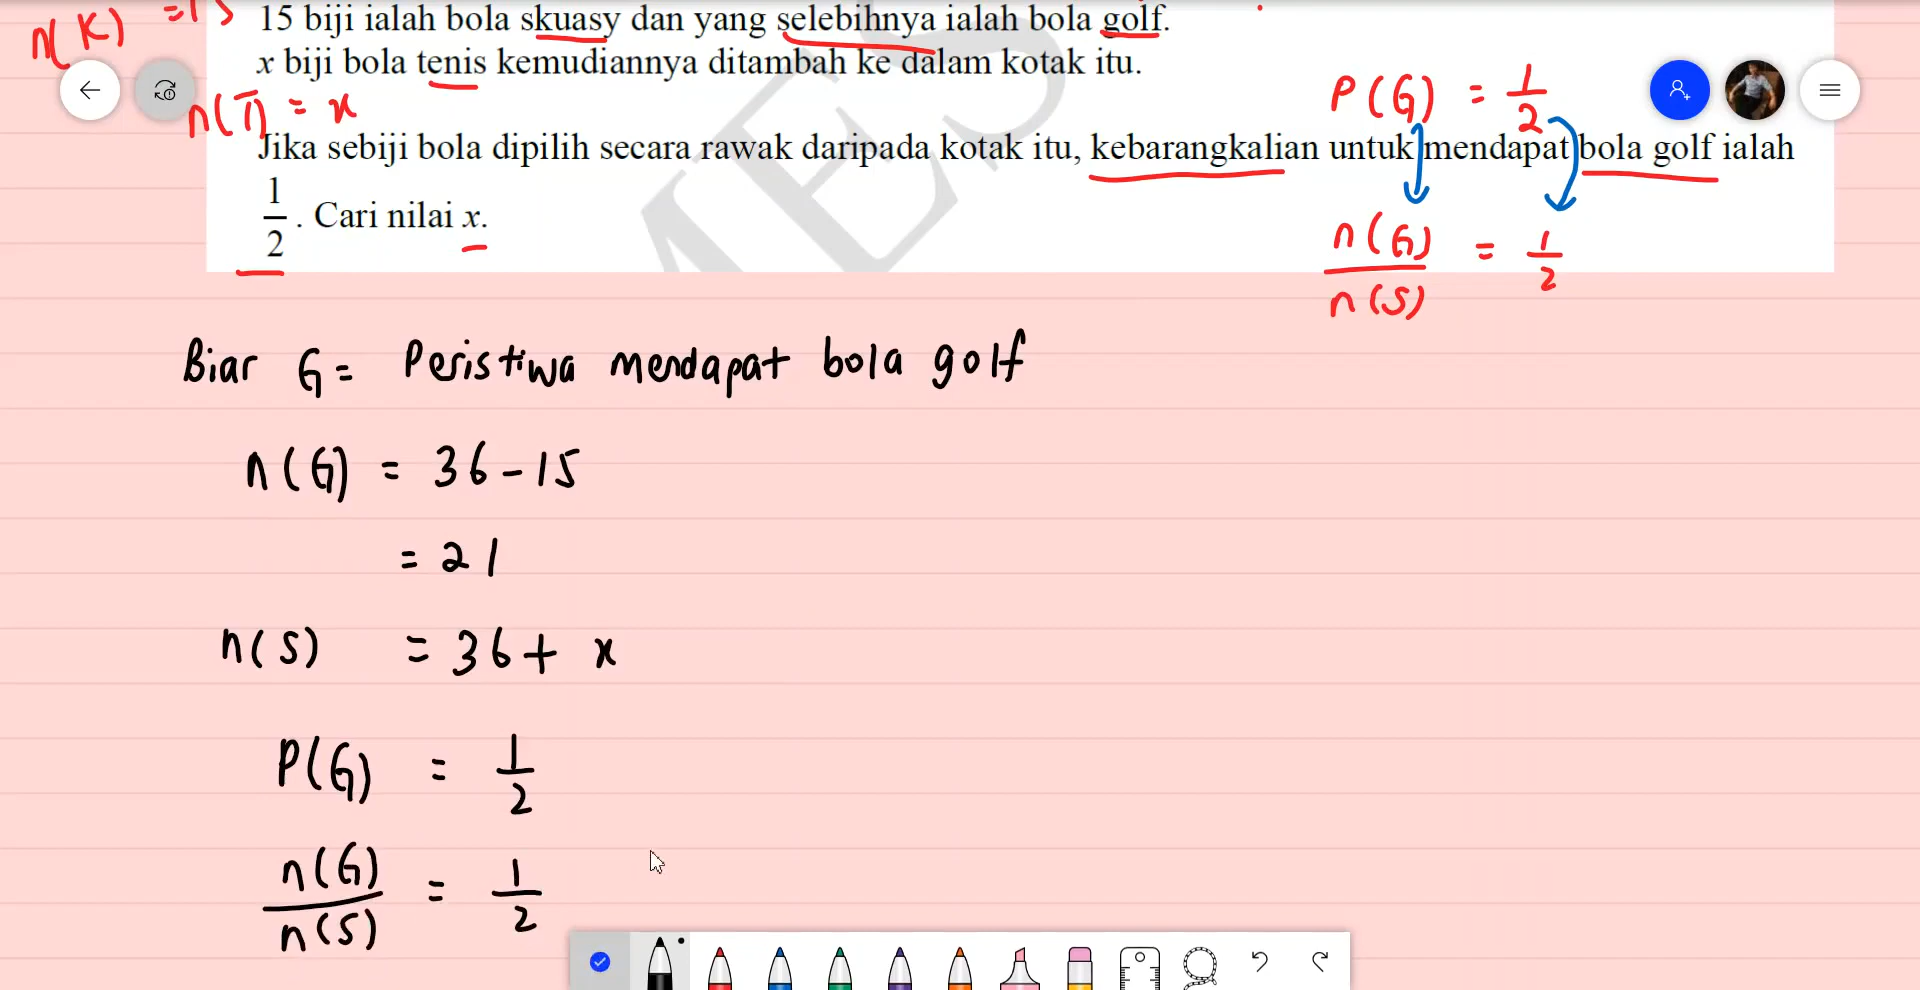 n(K) = 15
15 biji ialah bola skuasy dan yang selebihnya ialah bola golf.
x biji bola tenis kemudiannya ditambah ke dalam kotak itu.
n(T) = x
P(G) = 1/2
Jika sebiji bola dipilih secara rawak daripada kotak itu, kebarangkalian untuk mendapat bola golf ialah
1/2 . Cari nilai x.
n(G)/n(S) = 1/2
Biar G = Peristiwa mendapat bola golf
n(G) = 36-15
= 21
n(S) = 36 + x
P(G) = 1/2
n(G)/n(S) = 1/2